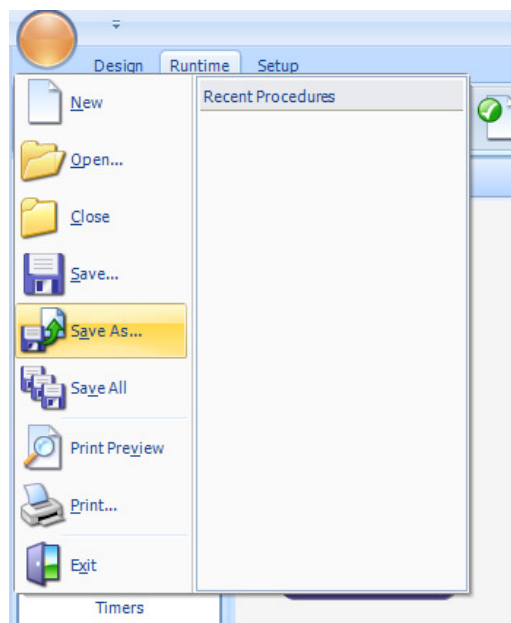 Design Runtime Setup
New
Recent Procedures
Open...
Close
Save...
Save As...
Save All
Print Preview
Print...
Exit
Timers